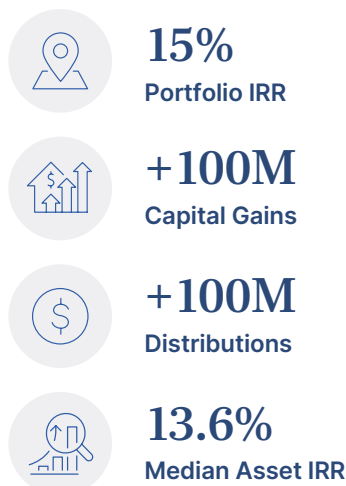 15%
Portfolio IRR
+100M
Capital Gains
+100M
Distributions
13.6%
Median Asset IRR